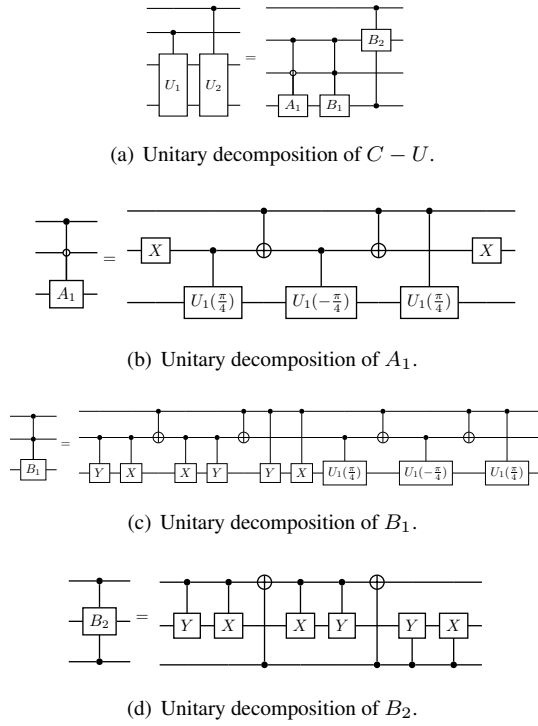 U₁ U₂ = A₁ B₁ B₂
(a) Unitary decomposition of C − U.
A₁ = X U₁(π/4) U₁(−π/4) U₁(π/4) X
(b) Unitary decomposition of A₁.
B₁ = Y X X Y Y X U₁(π/4) U₁(−π/4) U₁(π/4)
(c) Unitary decomposition of B₁.
B₂ = Y X X Y Y X
(d) Unitary decomposition of B₂.